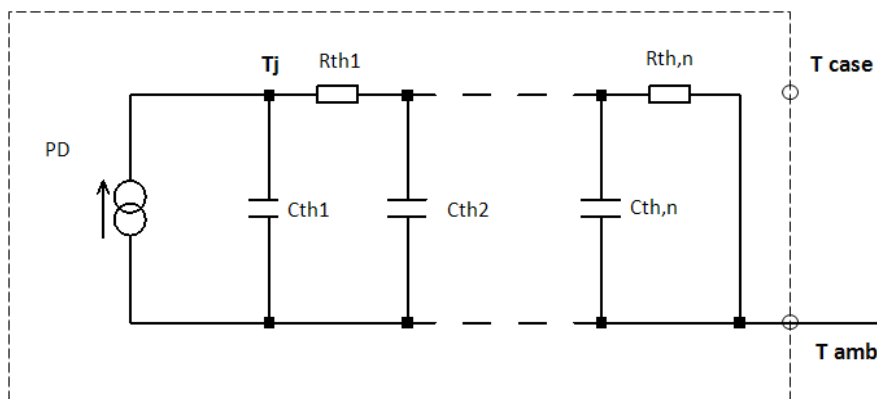 Tj
Rth1
Rth,n
T case
PD
Cth1
Cth2
Cth,n
T amb